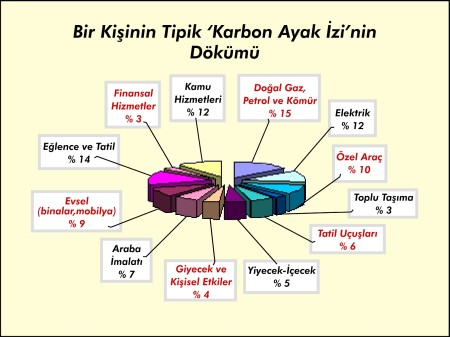 Bir Kişinin Tipik ‘Karbon Ayak İzi’nin
Dökümü
Finansal
Hizmetler
% 3
Kamu
Hizmetleri
% 12
Doğal Gaz,
Petrol ve Kömür
% 15
Elektrik
% 12
Eğlence ve Tatil
% 14
Özel Araç
% 10
Evsel
(binalar,mobilya)
% 9
Toplu Taşıma
% 3
Araba
İmalatı
% 7
Giyecek ve
Kişisel Etkiler
% 4
Yiyecek-İçecek
% 5
Tatil Uçuşları
% 6